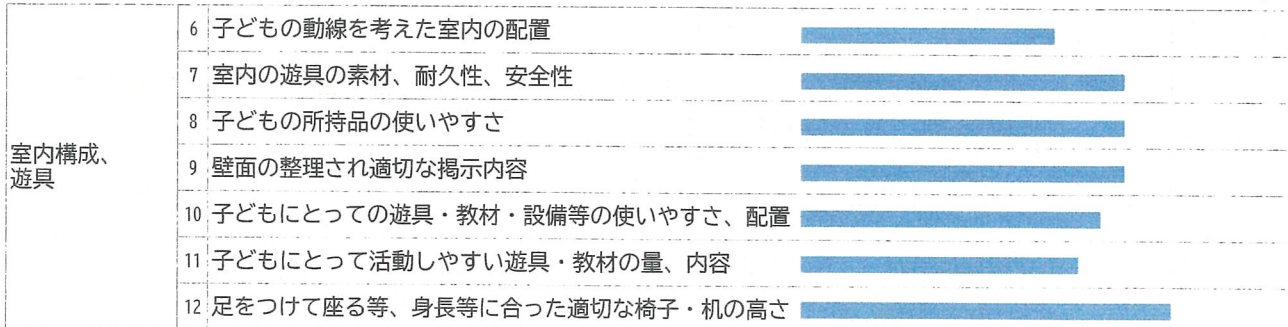 室内構成、
遊具
6 子どもの動線を考えた室内の配置
7 室内の遊具の素材、耐久性、安全性
8 子どもの所持品の使いやすさ
9 壁面の整理され適切な掲示内容
10 子どもにとっての遊具・教材・設備等の使いやすさ、配置
11 子どもにとって活動しやすい遊具・教材の量、内容
12 足をつけて座る等、身長等に合った適切な椅子・机の高さ